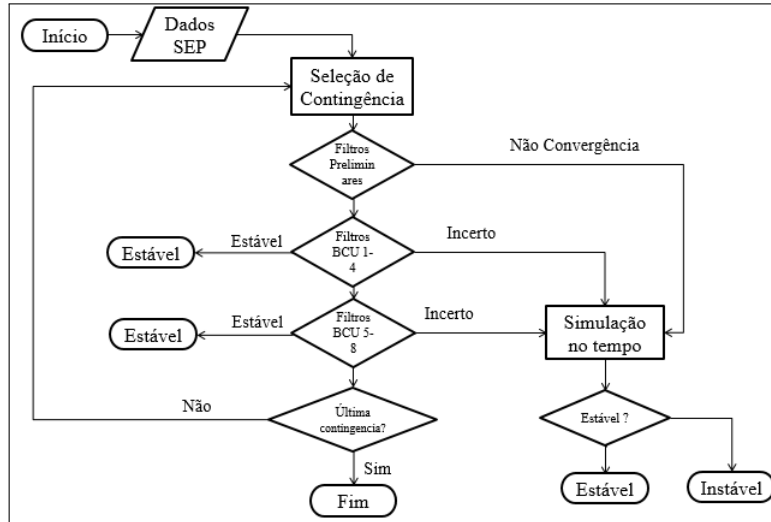 Início
Dados
SEP
Seleção de
Contingência
Filtros
Prelimin
ares
Não Convergência
Estável
Estável
Filtros
BCU 1-
4
Incerto
Estável
Estável
Filtros
BCU 5-
8
Incerto
Simulação
no tempo
Não
Última
contingencia?
Estável ?
Sim
Fim
Estável
Instável